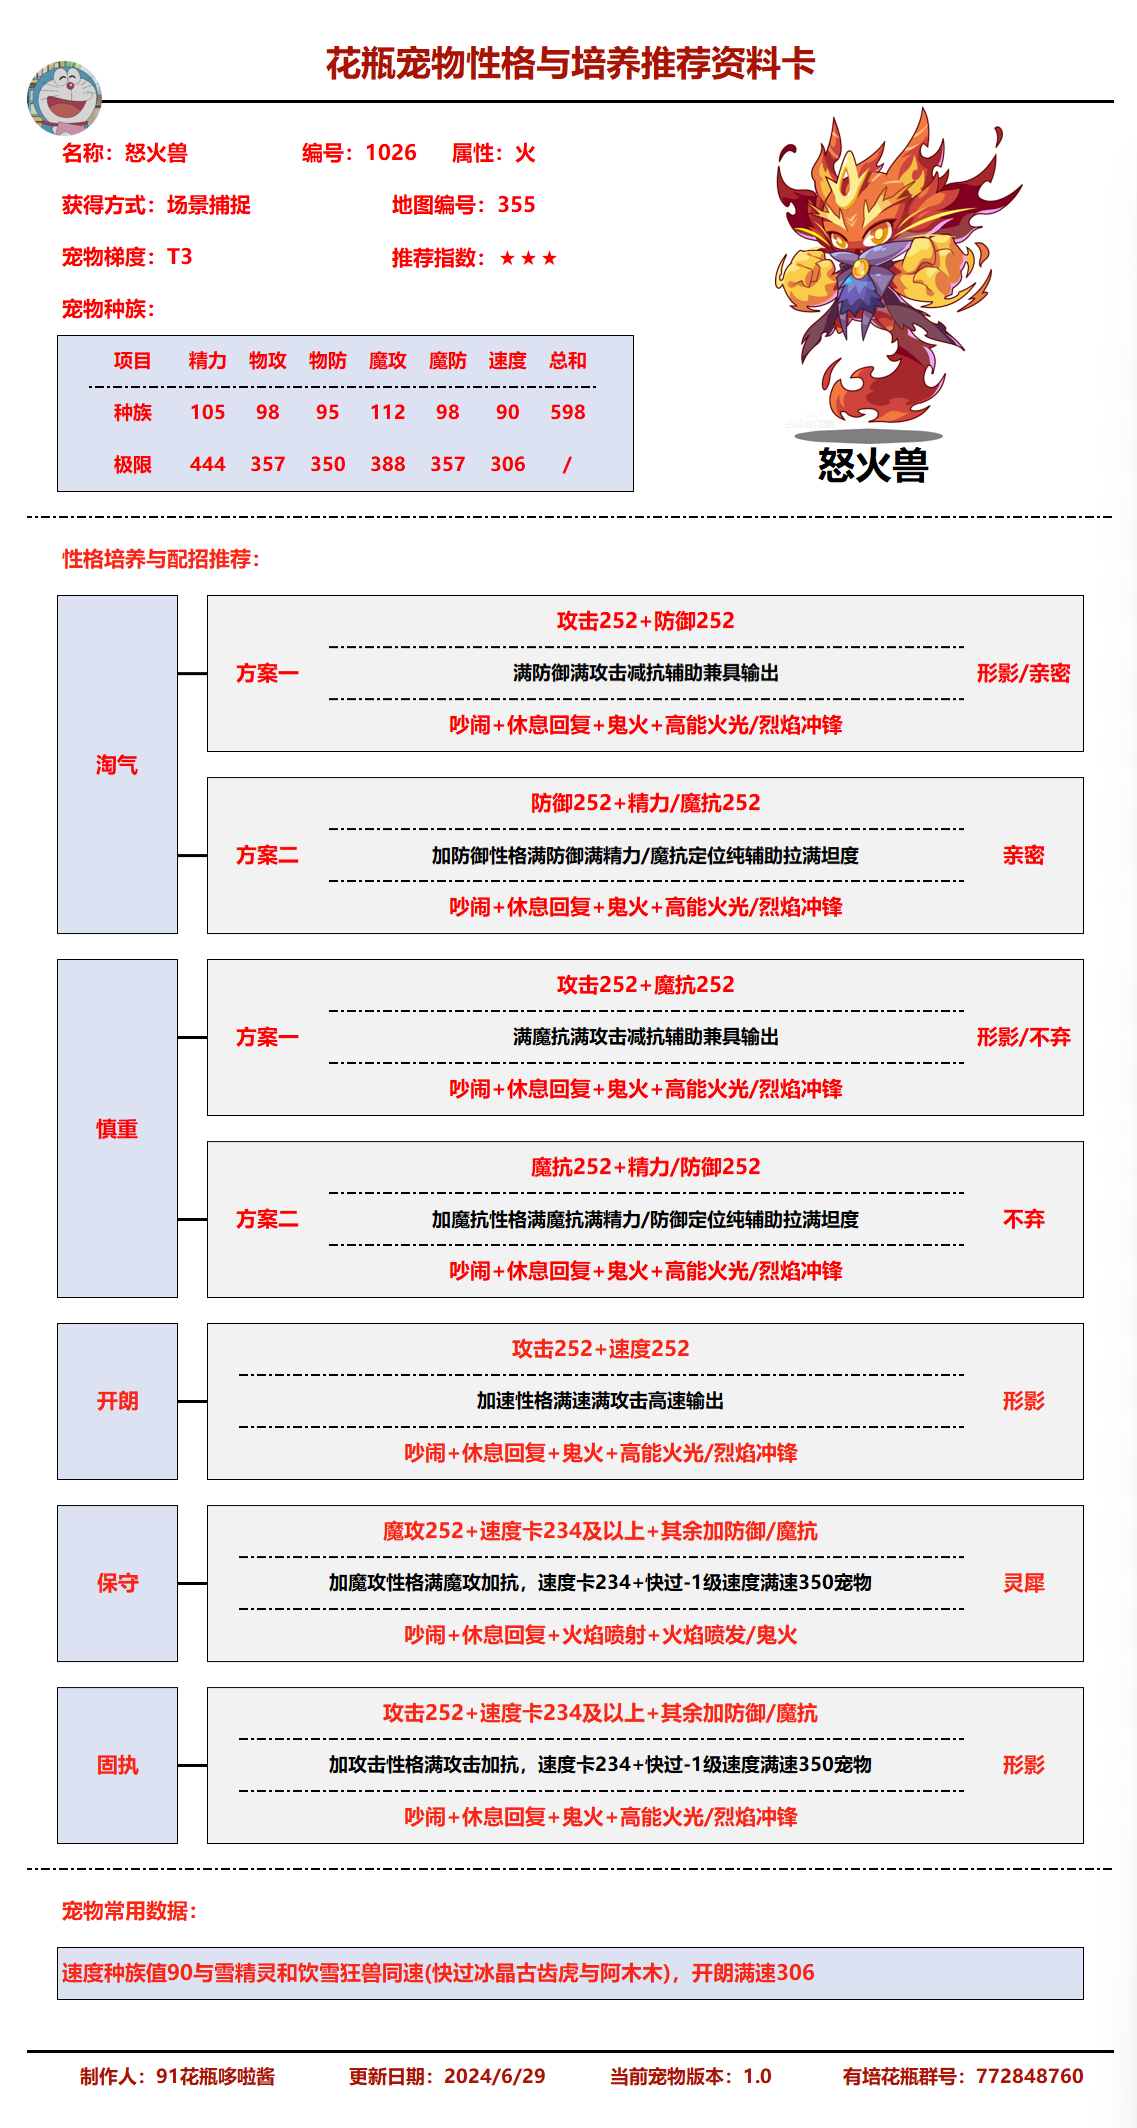 花瓶宠物性格与培养推荐资料卡
名称：怒火兽 编号：1026 属性：火
获得方式：场景捕捉 地图编号：355
宠物梯度：T3 推荐指数：★★★
宠物种族：
项目 精力 物攻 物防 魔攻 魔防 速度 总和
种族 105 98 95 112 98 90 598
极限 444 357 350 388 357 306 /
怒火兽
性格培养与配招推荐：
淘气
方案一
攻击252+防御252
满防御满攻击减抗辅助兼具输出
吵闹+休息回复+鬼火+高能火光/烈焰冲锋
形影/亲密
方案二
防御252+精力/魔抗252
加防御性格满防御满精力/魔抗定位纯辅助拉满坦度
吵闹+休息回复+鬼火+高能火光/烈焰冲锋
亲密
慎重
方案一
攻击252+魔抗252
满魔抗满攻击减抗辅助兼具输出
吵闹+休息回复+鬼火+高能火光/烈焰冲锋
形影/不弃
方案二
魔抗252+精力/防御252
加魔抗性格满魔抗满精力/防御定位纯辅助拉满坦度
吵闹+休息回复+鬼火+高能火光/烈焰冲锋
不弃
开朗
攻击252+速度252
加速性格满速满攻击高速输出
吵闹+休息回复+鬼火+高能火光/烈焰冲锋
形影
保守
魔攻252+速度卡234及以上+其余加防御/魔抗
加魔攻性格满魔攻加抗，速度卡234+快过-1级速度满速350宠物
吵闹+休息回复+火焰喷射+火焰喷发/鬼火
灵犀
固执
攻击252+速度卡234及以上+其余加防御/魔抗
加攻击性格满攻击加抗，速度卡234+快过-1级速度满速350宠物
吵闹+休息回复+鬼火+高能火光/烈焰冲锋
形影
宠物常用数据：
速度种族值90与雪精灵和饮雪狂兽同速(快过冰晶古齿虎与阿木木)，开朗满速306
制作人：91花瓶哆啦酱 更新日期：2024/6/29 当前宠物版本：1.0 有培花瓶群号：772848760